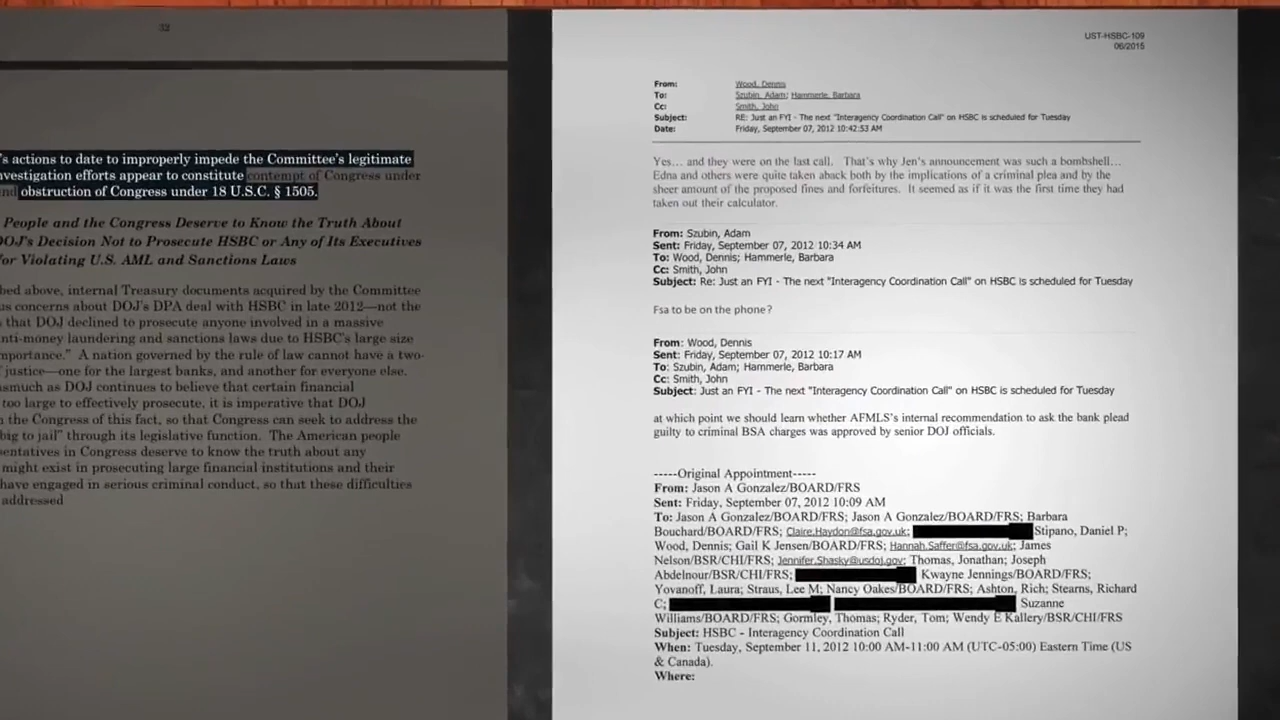 32
's actions to date to improperly impede the Committee's legitimate
nvestigation efforts appear to constitute contempt of Congress under
nd obstruction of Congress under 18 U.S.C. § 1505.
People and the Congress Deserve to Know the Truth About
DOJ's Decision Not to Prosecute HSBC or Any of Its Executives
for Violating U.S. AML and Sanctions Laws
bed above, internal Treasury documents acquired by the Committee
us concerns about DOJ's DPA deal with HSBC in late 2012—not the
s that DOJ declined to prosecute anyone involved in a massive
nti-money laundering and sanctions laws due to HSBC's large size
mportance." A nation governed by the rule of law cannot have a two-
f justice—one for the largest banks, and another for everyone else.
asmuch as DOJ continues to believe that certain financial
too large to effectively prosecute, it is imperative that DOJ
n the Congress of this fact, so that Congress can seek to address the
big to jail" through its legislative function. The American people
sentatives in Congress deserve to know the truth about any
might exist in prosecuting large financial institutions and their
have engaged in serious criminal conduct, so that these difficulties
addressed
UST-HSBC-109
06/2015
From: Wood, Dennis
To: Szubin, Adam; Hammerle, Barbara
Cc: Smith, John
Subject: RE: Just an FYI - The next "Interagency Coordination Call" on HSBC is scheduled for Tuesday
Date: Friday, September 07, 2012 10:42:53 AM
Yes… and they were on the last call. That's why Jen's announcement was such a bombshell…
Edna and others were quite taken aback both by the implications of a criminal plea and by the
sheer amount of the proposed fines and forfeitures. It seemed as if it was the first time they had
taken out their calculator.
From: Szubin, Adam
Sent: Friday, September 07, 2012 10:34 AM
To: Wood, Dennis; Hammerle, Barbara
Cc: Smith, John
Subject: Re: Just an FYI - The next "Interagency Coordination Call" on HSBC is scheduled for Tuesday
Fsa to be on the phone?
From: Wood, Dennis
Sent: Friday, September 07, 2012 10:17 AM
To: Szubin, Adam; Hammerle, Barbara
Cc: Smith, John
Subject: Just an FYI - The next "Interagency Coordination Call" on HSBC is scheduled for Tuesday
at which point we should learn whether AFMLS's internal recommendation to ask the bank plead
guilty to criminal BSA charges was approved by senior DOJ officials.
-----Original Appointment-----
From: Jason A Gonzalez/BOARD/FRS
Sent: Friday, September 07, 2012 10:09 AM
To: Jason A Gonzalez/BOARD/FRS; Jason A Gonzalez/BOARD/FRS; Barbara
Bouchard/BOARD/FRS; Claire.Haydon@fsa.gov.uk; Stipano, Daniel P;
Wood, Dennis; Gail K Jensen/BOARD/FRS; Hannah.Saffer@fsa.gov.uk; James
Nelson/BSR/CHI/FRS; Jennifer.Shasky@usdoj.gov; Thomas, Jonathan; Joseph
Abdelnour/BSR/CHI/FRS; Kwayne Jennings/BOARD/FRS;
Yovanoff, Laura; Straus, Lee M; Nancy Oakes/BOARD/FRS; Ashton, Rich; Stearns, Richard
C; Suzanne
Williams/BOARD/FRS; Gormley, Thomas; Ryder, Tom; Wendy E Kallery/BSR/CHI/FRS
Subject: HSBC - Interagency Coordination Call
When: Tuesday, September 11, 2012 10:00 AM-11:00 AM (UTC-05:00) Eastern Time (US
& Canada).
Where: